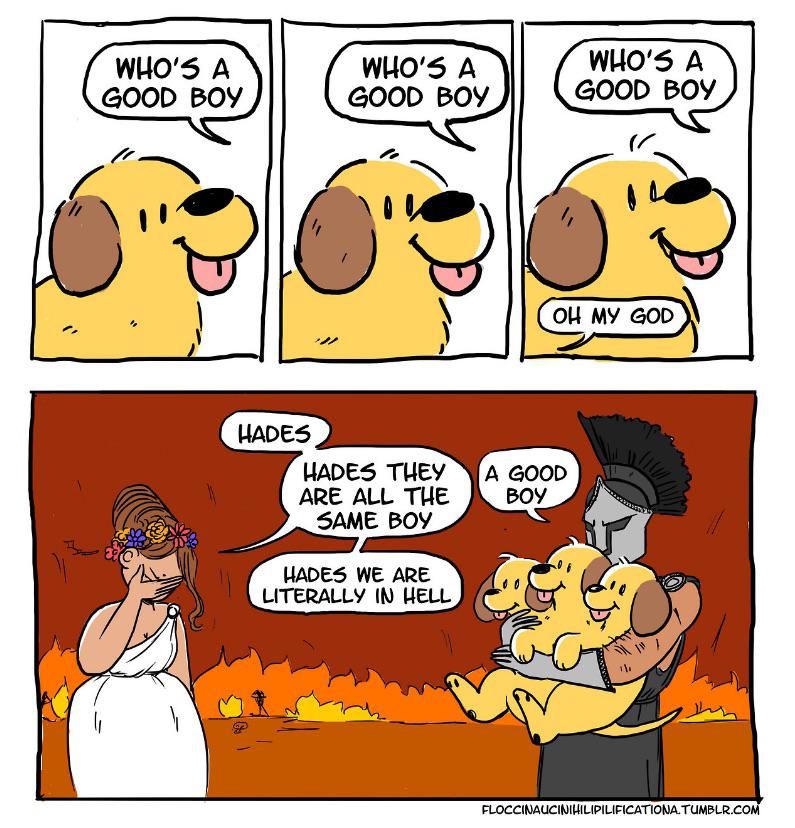 WHO'S A
GOOD BOY
WHO'S A
GOOD BOY
WHO'S A
GOOD BOY
OH MY GOD
HADES
HADES THEY
ARE ALL THE
SAME BOY
A GOOD
BOY
HADES WE ARE
LITERALLY IN HELL
FLOCCINAUCINIHILIPILIFICATIONA.TUMBLR.COM